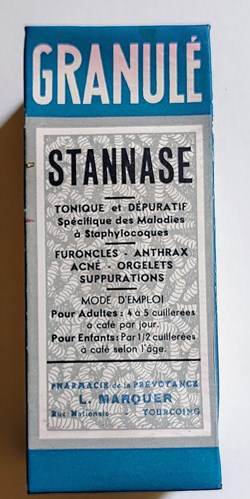 GRANULÉ
STANNASE
TONIQUE et DÉPURATIF
Spécifique des Maladies
à Staphylocoques
FURONCLES - ANTHRAX
ACNÉ - ORGELETS
SUPPURATIONS
MODE D'EMPLOI
Pour Adultes : 4 à 5 cuillerées
à café par jour.
Pour Enfants : Par 1/2 cuillerées
à café selon l'âge.
PHARMACIE de la PRÉVOYANCE
L. MARQUER
Rue Nationale - TOURCOING